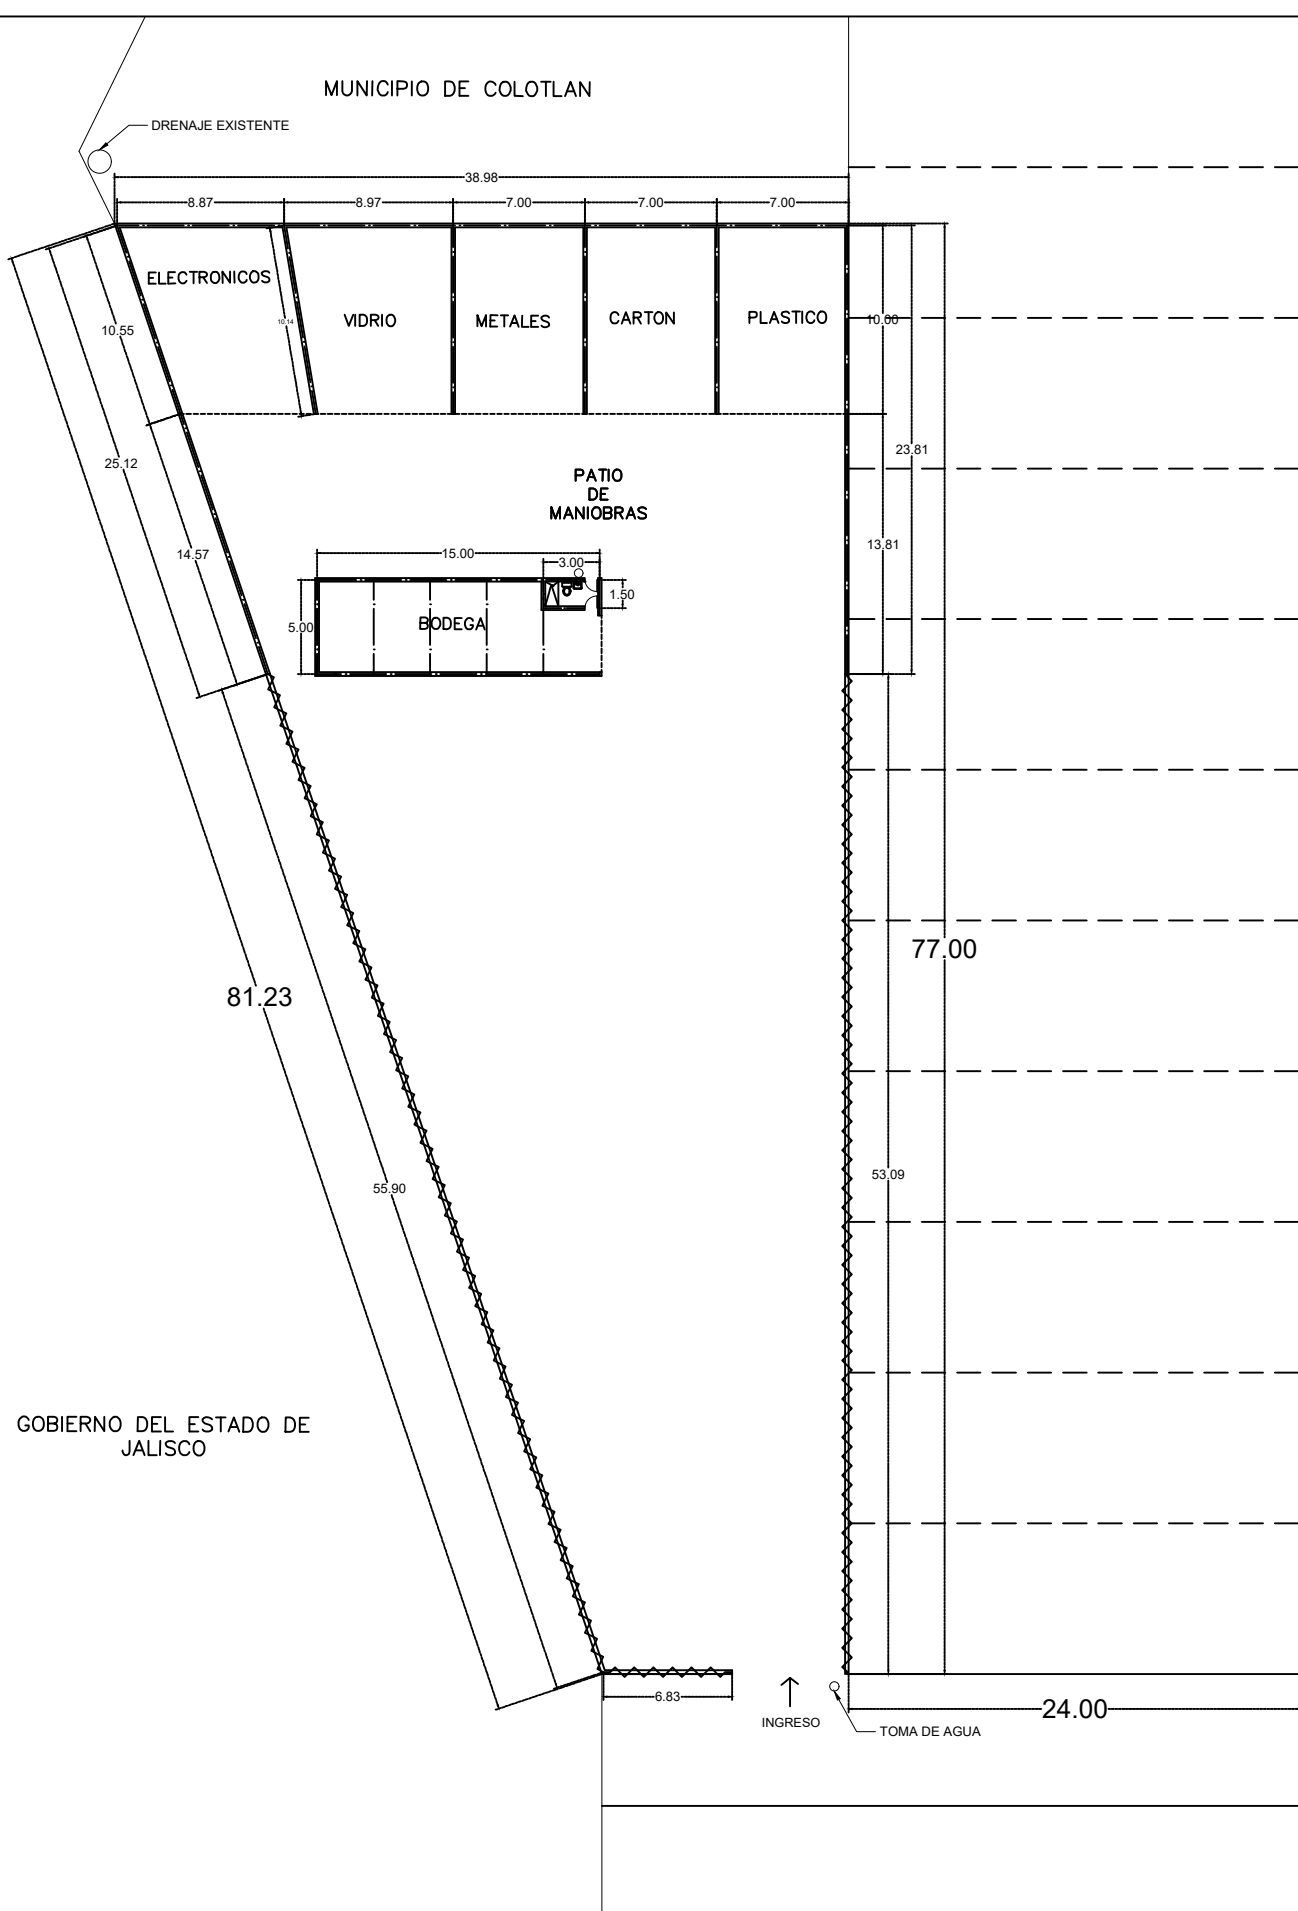 MUNICIPIO DE COLOTLAN
DRENAJE EXISTENTE
38.98
8.87
8.97
7.00
7.00
7.00
ELECTRONICOS
VIDRIO
METALES
CARTON
PLASTICO
10.14
10.00
10.55
25.12
14.57
23.81
13.81
PATIO
DE
MANIOBRAS
15.00
3.00
1.50
5.00
BODEGA
77.00
81.23
53.09
55.90
GOBIERNO DEL ESTADO DE
JALISCO
6.83
INGRESO
24.00
TOMA DE AGUA